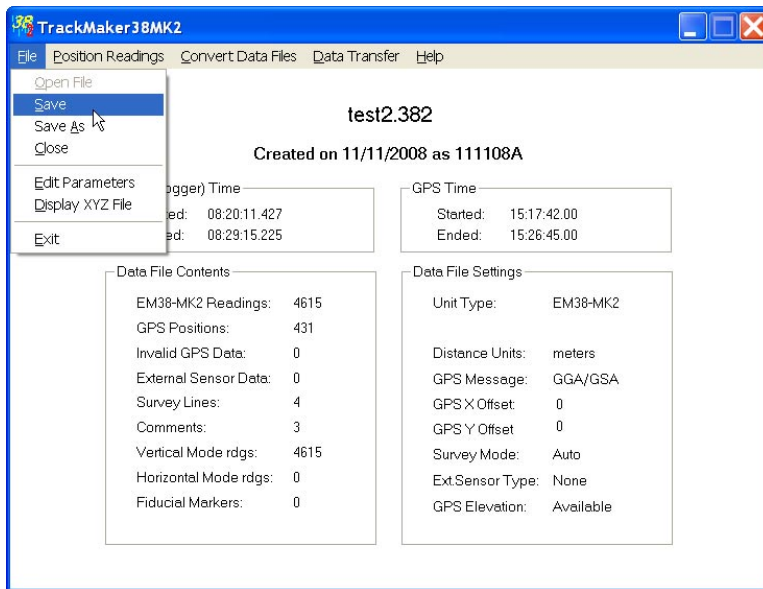 TrackMaker38MK2
File Position Readings Convert Data Files Data Transfer Help
Open File
Save
Save As
Close
Edit Parameters
Display XYZ File
Exit
test2.382
Created on 11/11/2008 as 111108A
ogger) Time
ed: 08:20:11.427
ed: 08:29:15.225
GPS Time
Started: 15:17:42.00
Ended: 15:26:45.00
Data File Contents
EM38-MK2 Readings: 4615
GPS Positions: 431
Invalid GPS Data: 0
External Sensor Data: 0
Survey Lines: 4
Comments: 3
Vertical Mode rdgs: 4615
Horizontal Mode rdgs: 0
Fiducial Markers: 0
Data File Settings
Unit Type: EM38-MK2
Distance Units: meters
GPS Message: GGA/GSA
GPS X Offset: 0
GPS Y Offset 0
Survey Mode: Auto
Ext.Sensor Type: None
GPS Elevation: Available